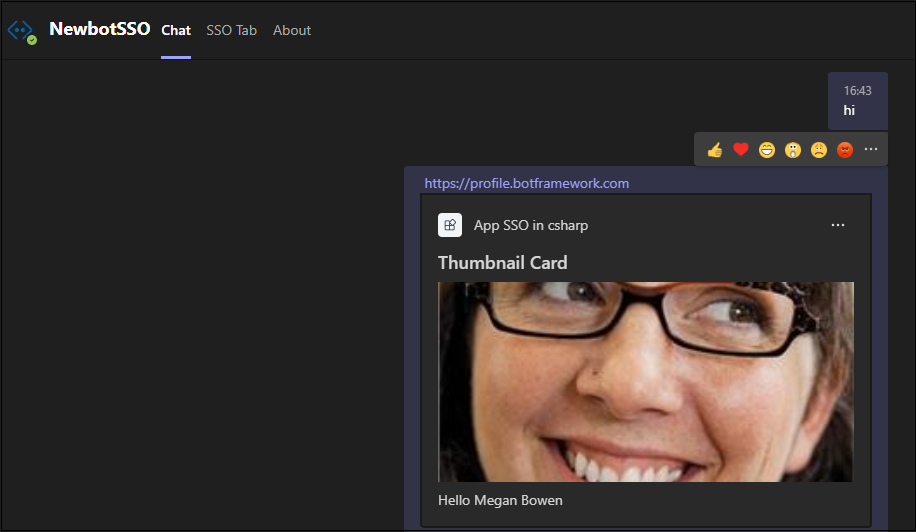 NewbotSSO Chat SSO Tab About
16:43
hi
https://profile.botframework.com
App SSO in csharp
Thumbnail Card
Hello Megan Bowen